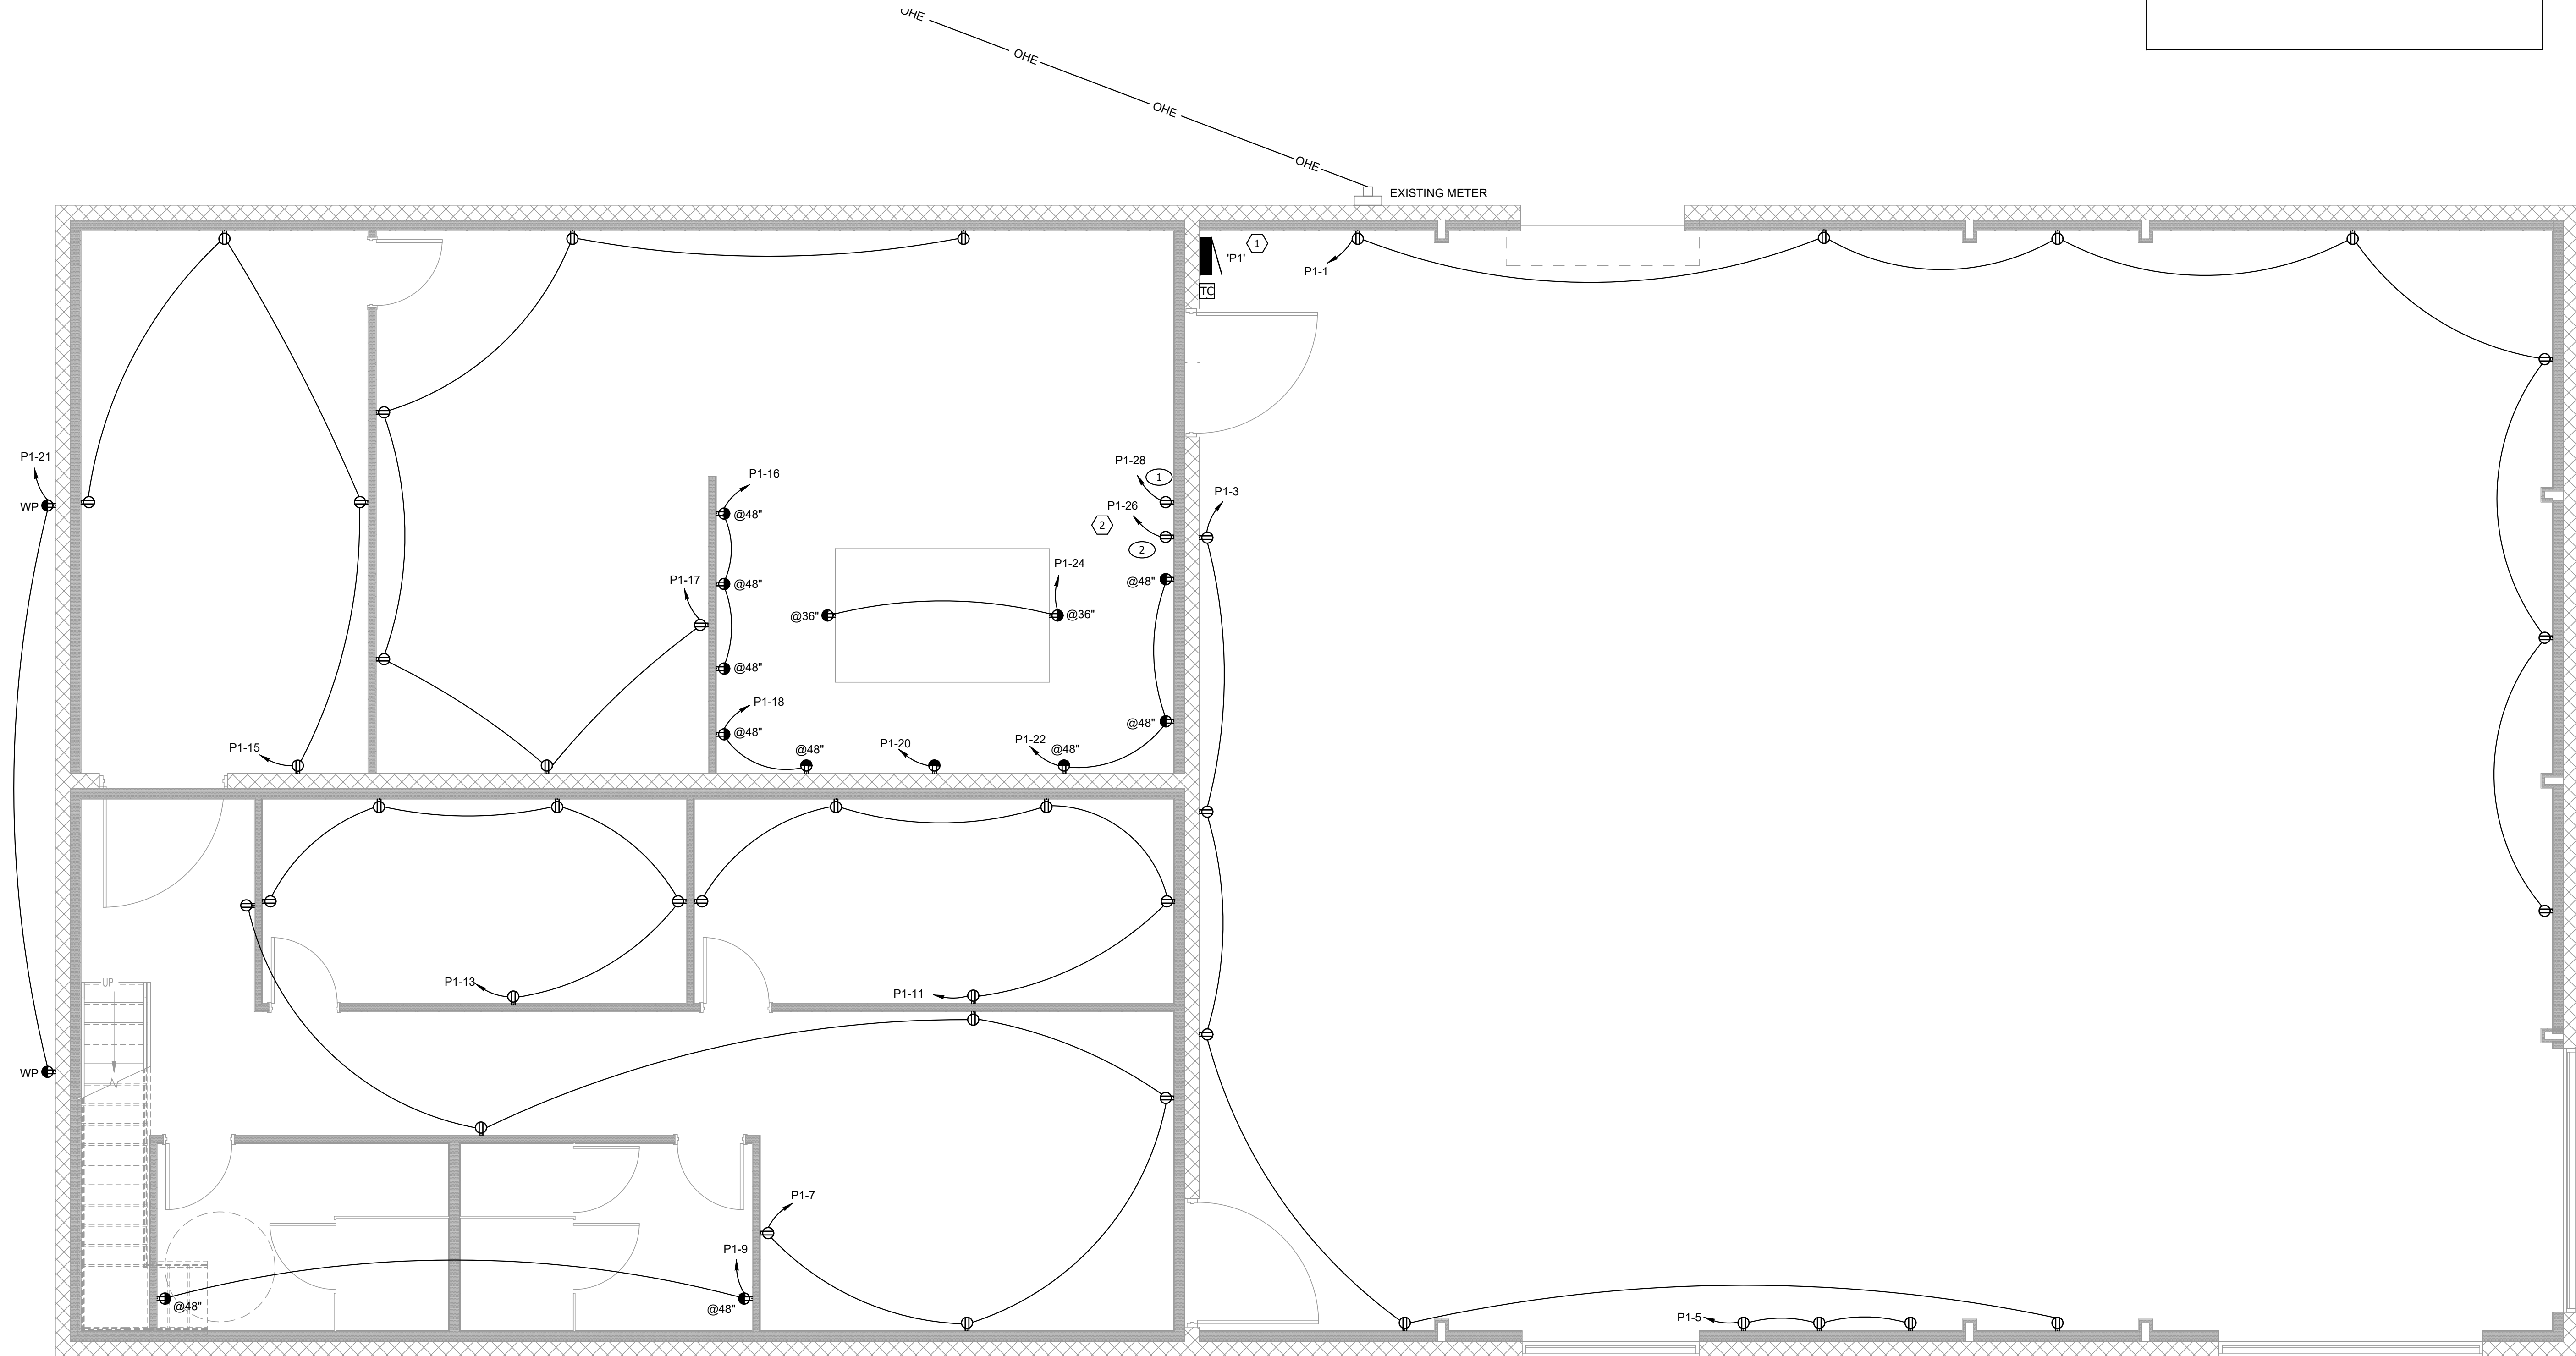 OHE
OHE
OHE
OHE
EXISTING METER
1
'P1'
P1-1
TC
P1-21
P1-28
1
P1-16
P1-3
WP
@48"
P1-26
2
2
P1-24
P1-17
@48"
@48"
@36"
@36"
@48"
P1-18
@48"
@48"
P1-15
@48"
P1-20
P1-22
@48"
UP
P1-13
P1-11
WP
P1-7
P1-9
@48"
@48"
P1-5